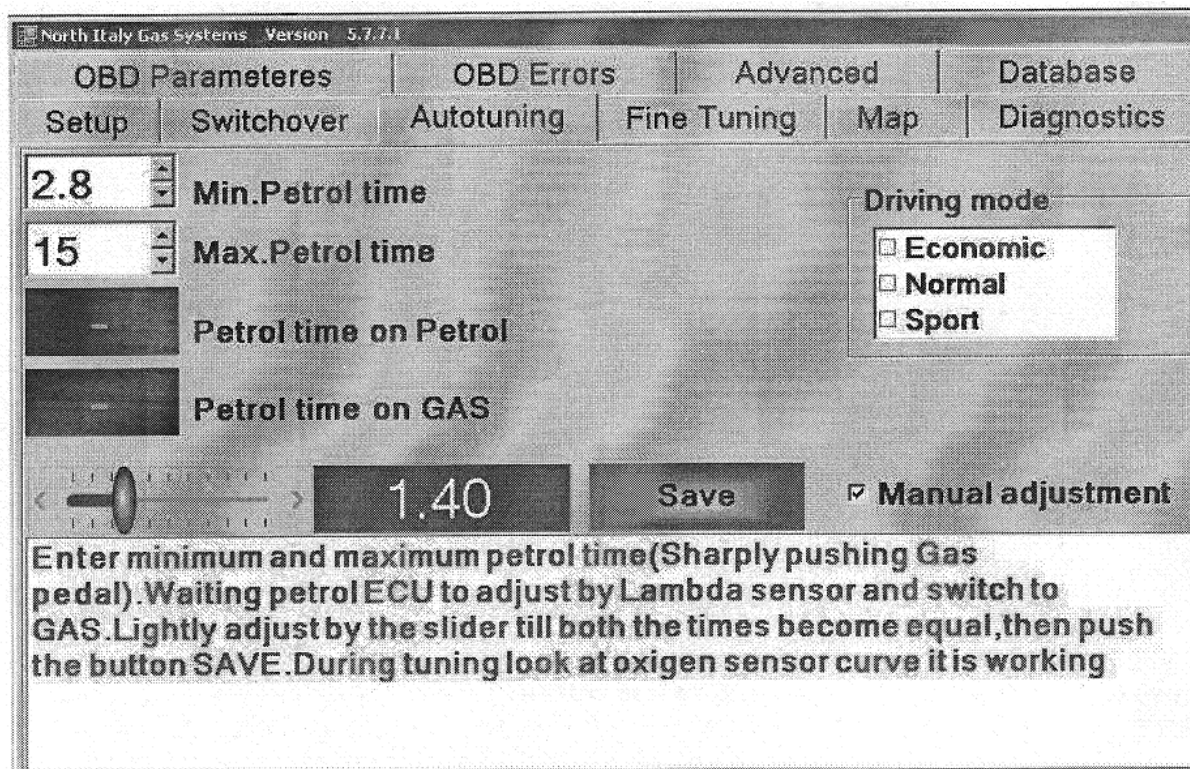 North Italy Gas Systems Version 5.7.7.1
OBD Parameteres OBD Errors Advanced Database
Setup Switchover Autotuning Fine Tuning Map Diagnostics
2.8 Min.Petrol time
15 Max.Petrol time
Driving mode
Economic
Normal
Sport
- Petrol time on Petrol
- Petrol time on GAS
< > 1.40 Save Manual adjustment
Enter minimum and maximum petrol time(Sharply pushing Gas
pedal).Waiting petrol ECU to adjust by Lambda sensor and switch to
GAS.Lightly adjust by the slider till both the times become equal,then push
the button SAVE.During tuning look at oxigen sensor curve it is working